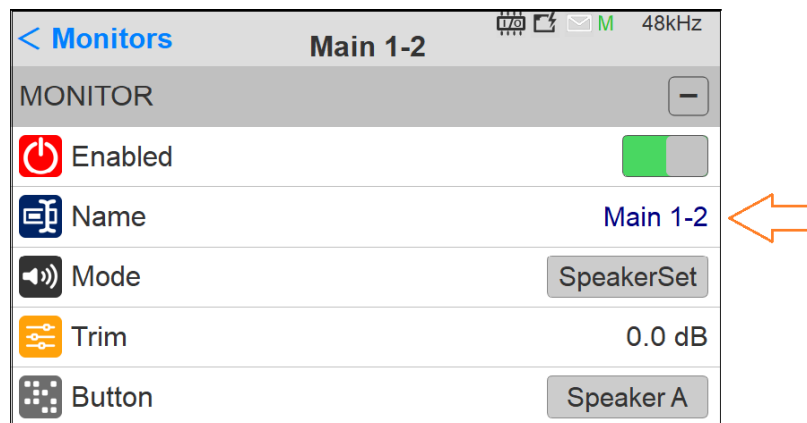 < Monitors
Main 1-2
I/O
M
48kHz
MONITOR
Enabled
Name
Main 1-2
Mode
SpeakerSet
Trim
0.0 dB
Button
Speaker A